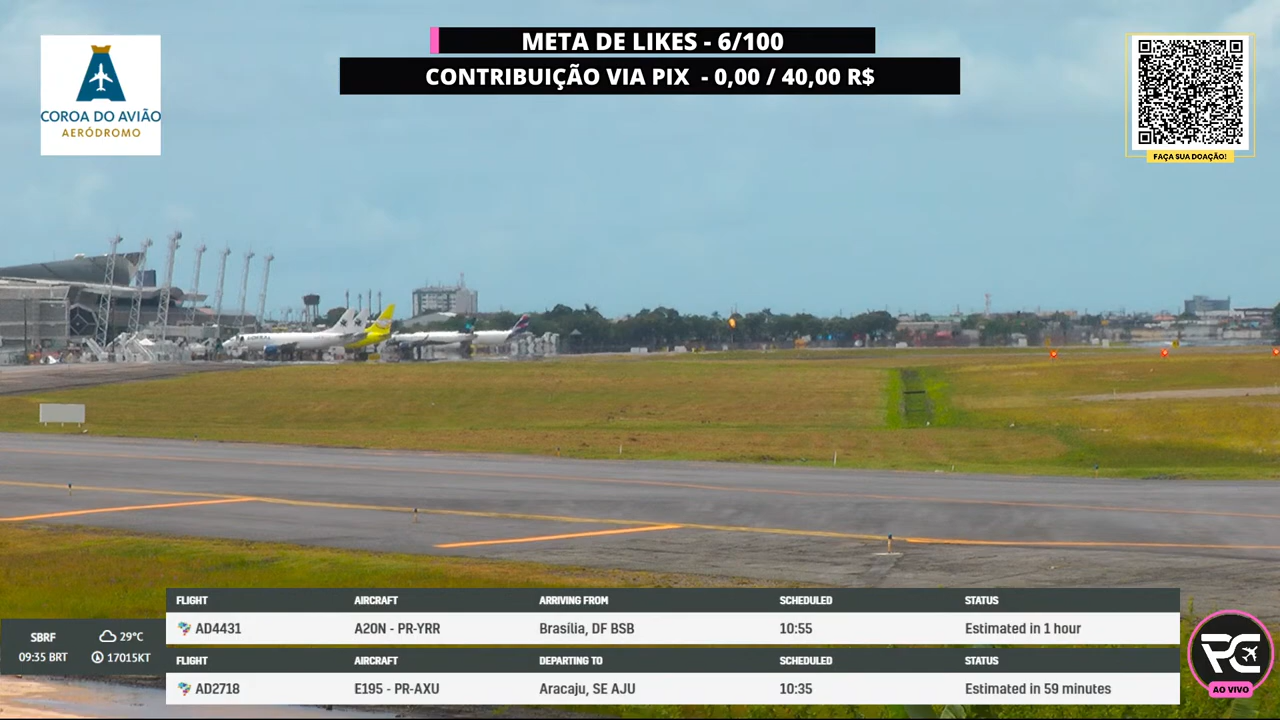 META DE LIKES - 6/100
CONTRIBUIÇÃO VIA PIX - 0,00 / 40,00 R$
COROA DO AVIÃO
AERÓDROMO
FAÇA SUA DOAÇÃO!
FLIGHT AIRCRAFT ARRIVING FROM SCHEDULED STATUS
AD4431 A20N - PR-YRR Brasília, DF BSB 10:55 Estimated in 1 hour
SBRF 29°C
09:35 BRT 17015KT
FLIGHT AIRCRAFT DEPARTING TO SCHEDULED STATUS
AD2718 E195 - PR-AXU Aracaju, SE AJU 10:35 Estimated in 59 minutes
PC
AO VIVO